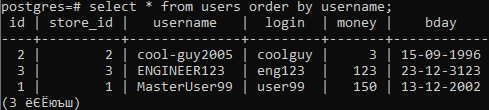 postgres=# select * from users order by username;
 id | store_id |   username   |  login  | money |    bday
----+----------+--------------+---------+-------+------------
  2 |        2 | cool-guy2005 | coolguy |     3 | 15-09-1996
  3 |        3 | ENGINEER123  | eng123  |   123 | 23-12-3123
  1 |        1 | MasterUser99 | user99  |   150 | 13-12-2002
(3 ёЄЁюъш)